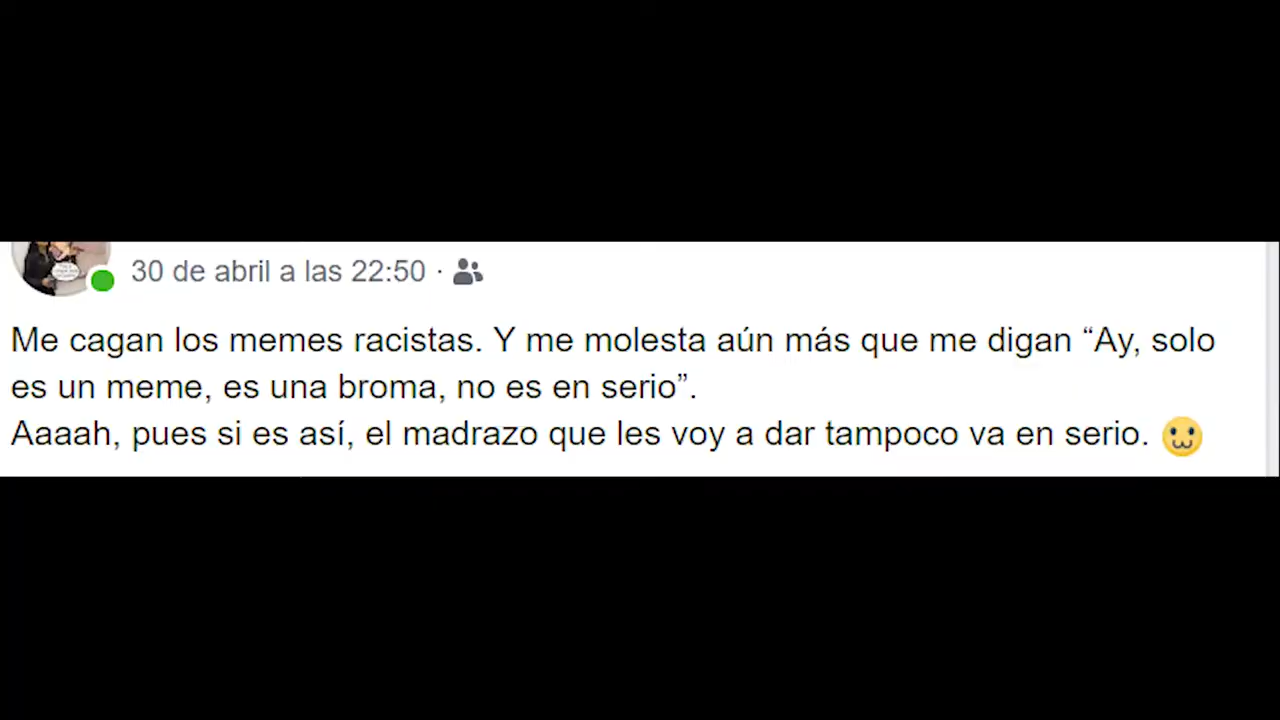 30 de abril a las 22:50 ·
Me cagan los memes racistas. Y me molesta aún más que me digan “Ay, solo
es un meme, es una broma, no es en serio”.
Aaaah, pues si es así, el madrazo que les voy a dar tampoco va en serio.